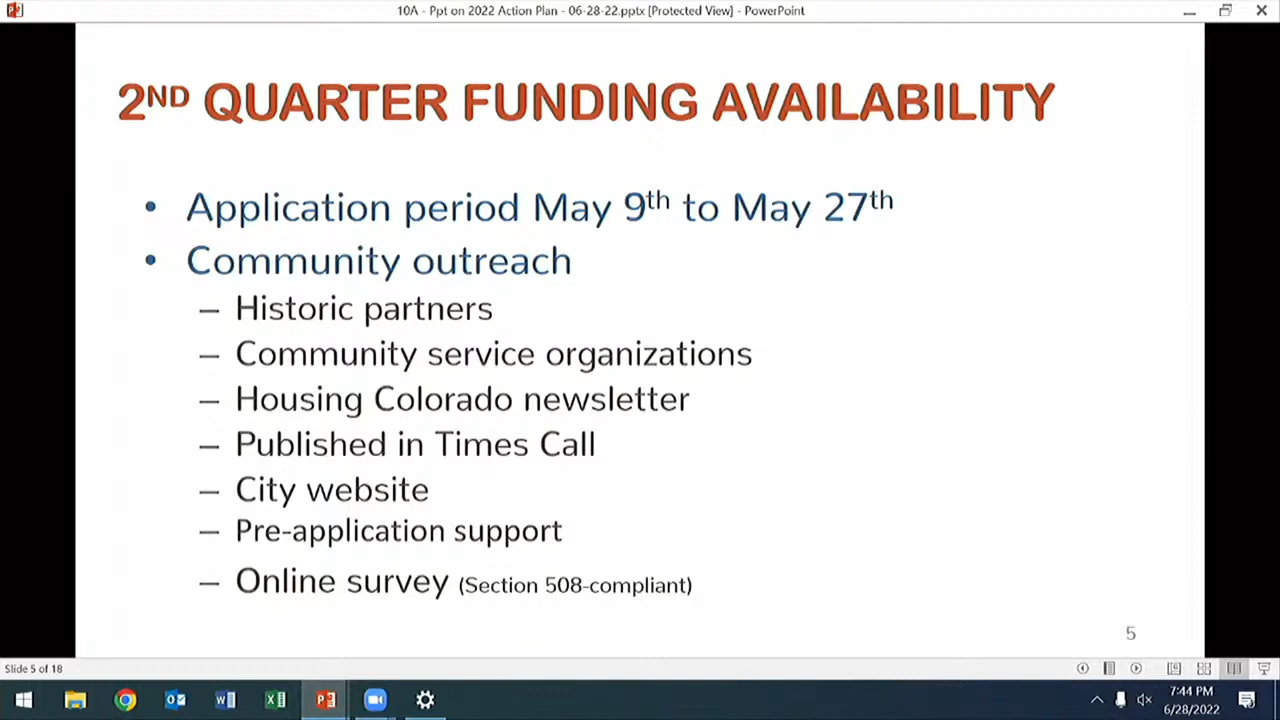 10A - Ppt on 2022 Action Plan - 06-28-22.pptx [Protected View] - PowerPoint
2ND QUARTER FUNDING AVAILABILITY
• Application period May 9th to May 27th
• Community outreach
– Historic partners
– Community service organizations
– Housing Colorado newsletter
– Published in Times Call
– City website
– Pre-application support
– Online survey (Section 508-compliant)
5
Slide 5 of 18
7:44 PM
6/28/2022